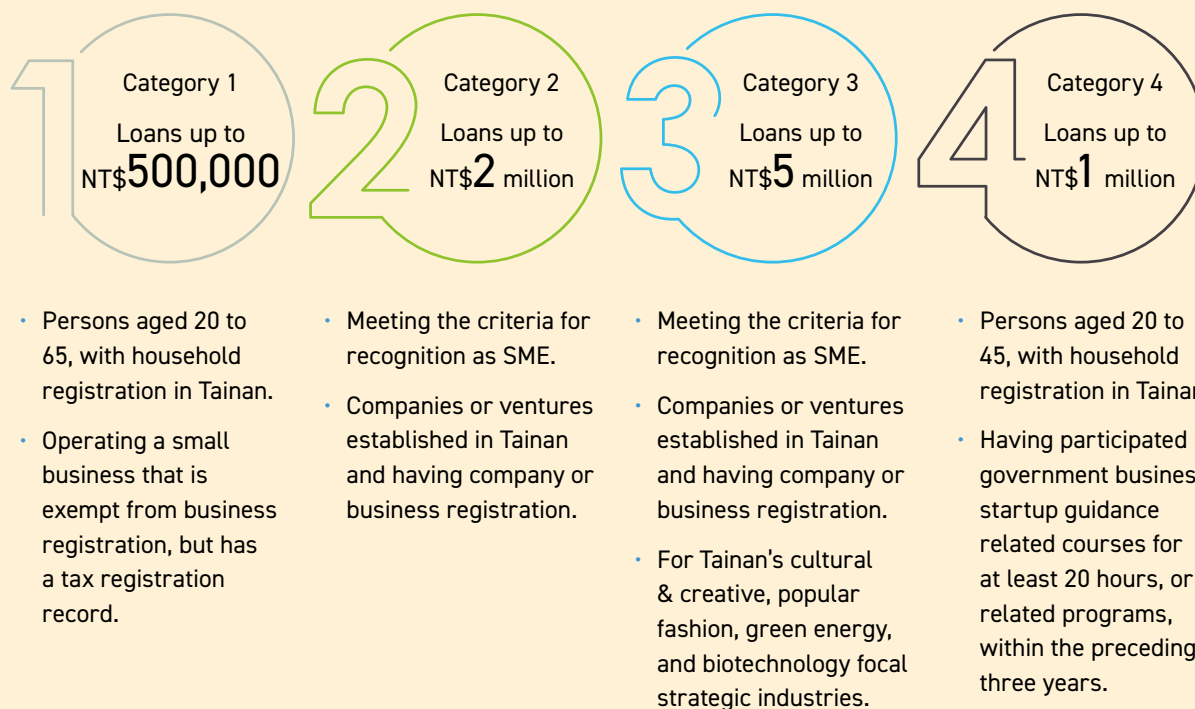 Category 1
Loans up to
NT$500,000
• Persons aged 20 to
65, with household
registration in Tainan.
• Operating a small
business that is
exempt from business
registration, but has
a tax registration
record.
Category 2
Loans up to
NT$2 million
• Meeting the criteria for
recognition as SME.
• Companies or ventures
established in Tainan
and having company or
business registration.
Category 3
Loans up to
NT$5 million
• Meeting the criteria for
recognition as SME.
• Companies or ventures
established in Tainan
and having company or
business registration.
• For Tainan's cultural
& creative, popular
fashion, green energy,
and biotechnology focal
strategic industries.
Category 4
Loans up to
NT$1 million
• Persons aged 20 to
45, with household
registration in Tainan
• Having participated
government busines
startup guidance
related courses for
at least 20 hours, or
related programs,
within the preceding
three years.